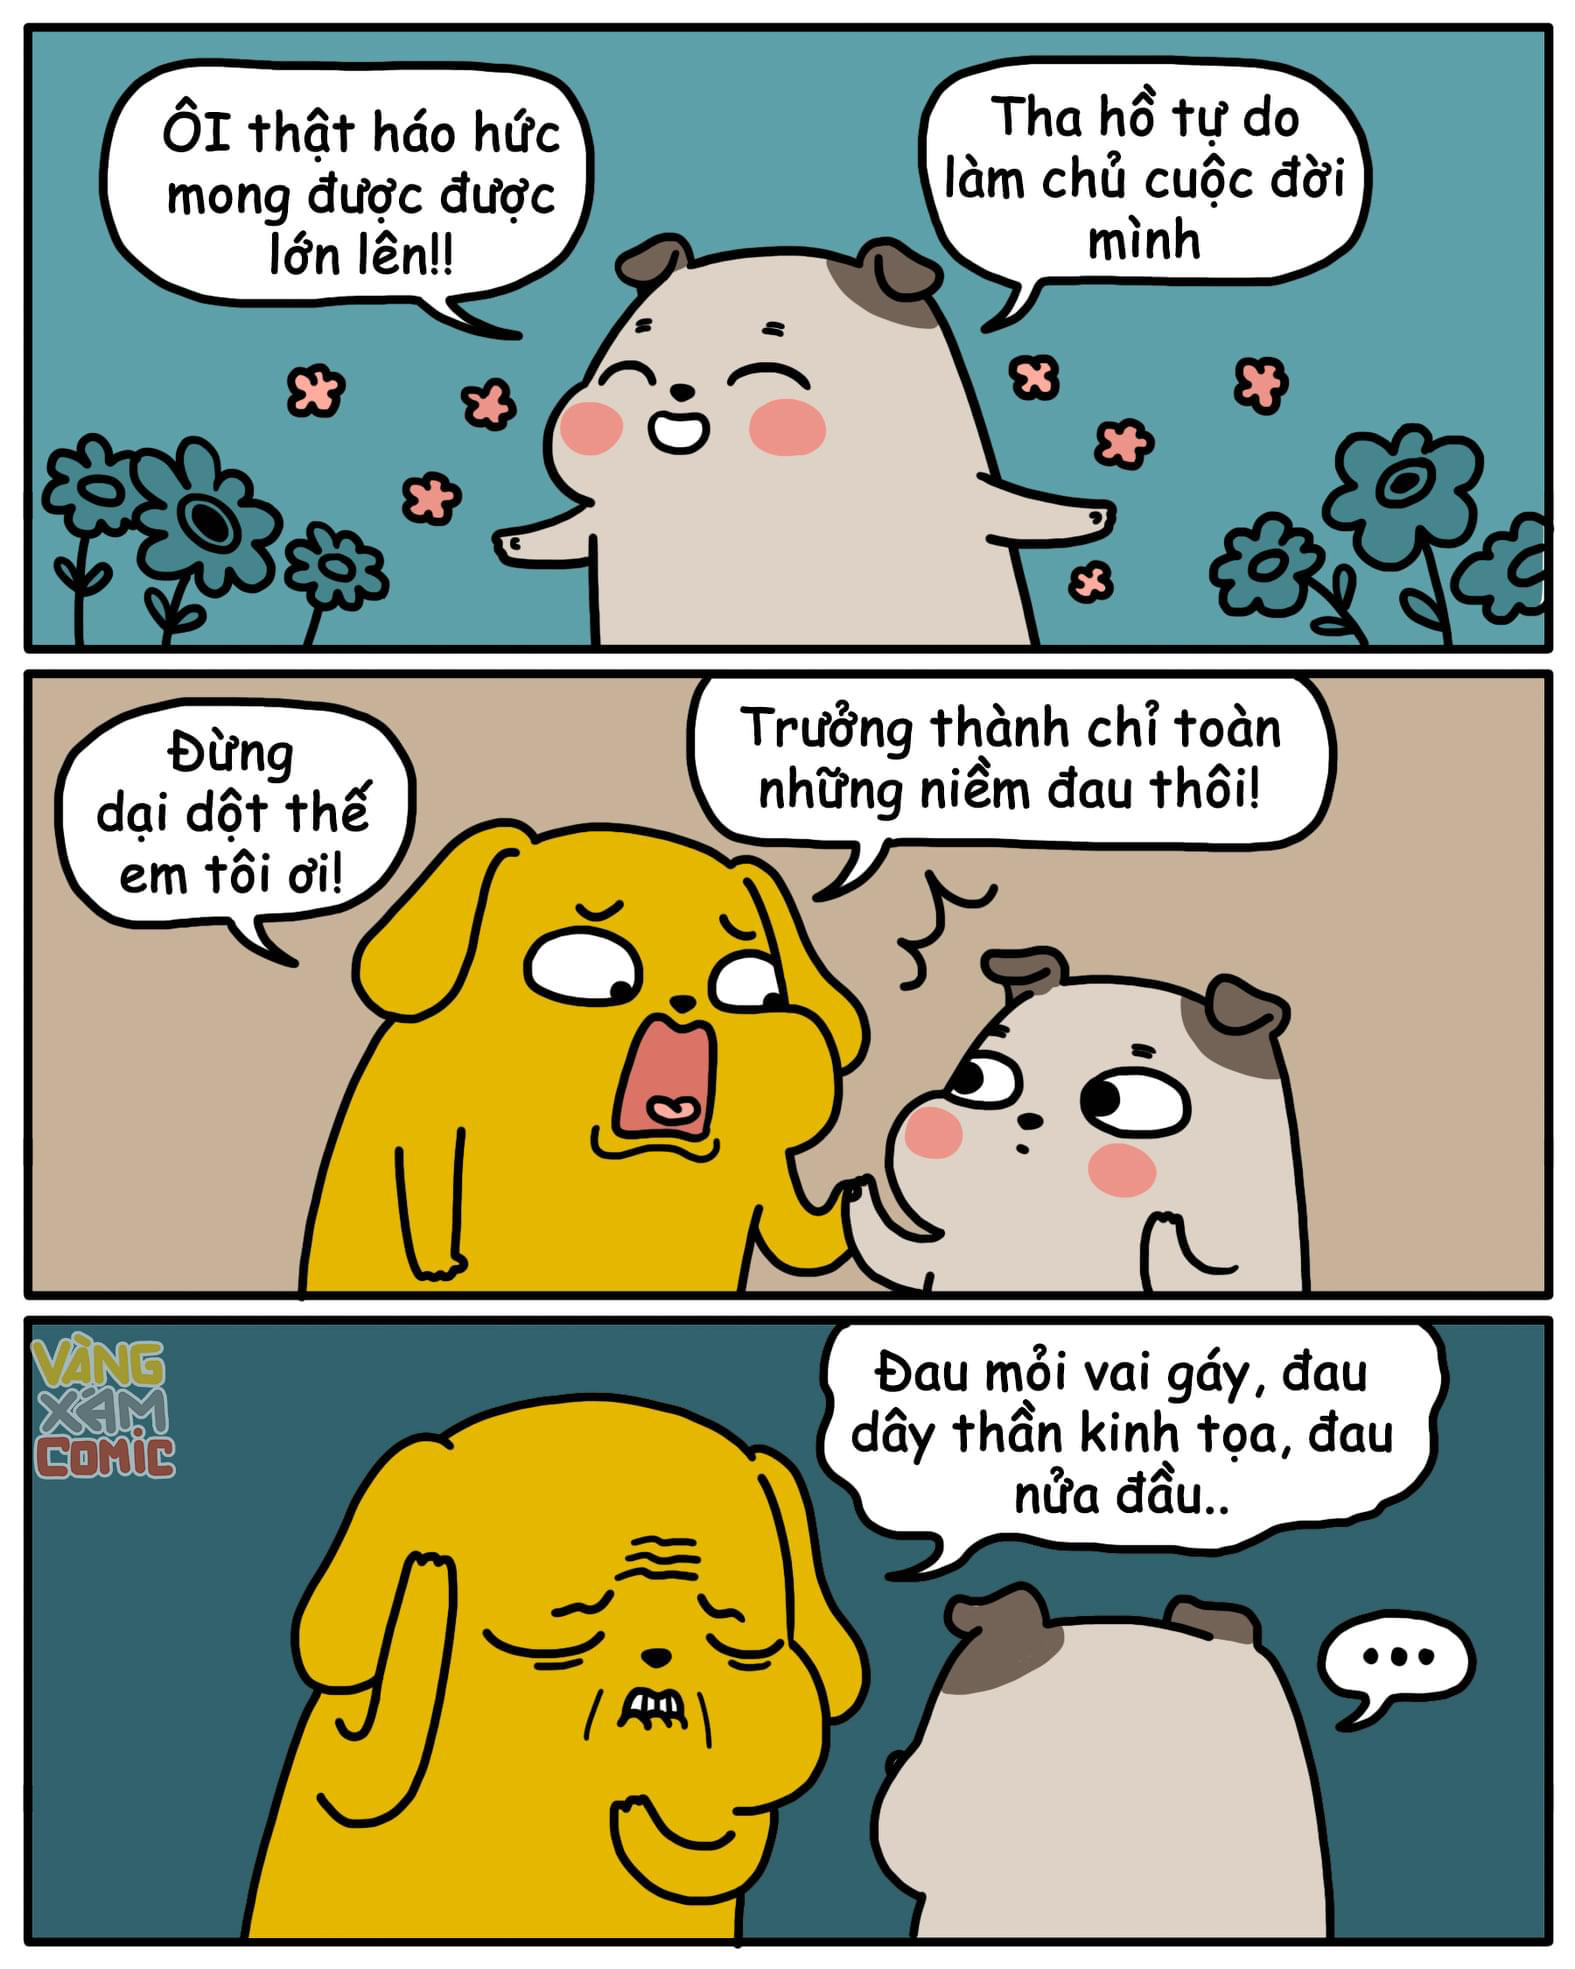 ÔI thật háo hức
mong được được
lớn lên!!
Tha hồ tự do
làm chủ cuộc đời
mình
Đừng
dại dột thế
em tôi ơi!
Trưởng thành chỉ toàn
những niềm đau thôi!
VÀNG
XÁM
COMIC
Đau mỏi vai gáy, đau
dây thần kinh tọa, đau
nửa đầu..
...